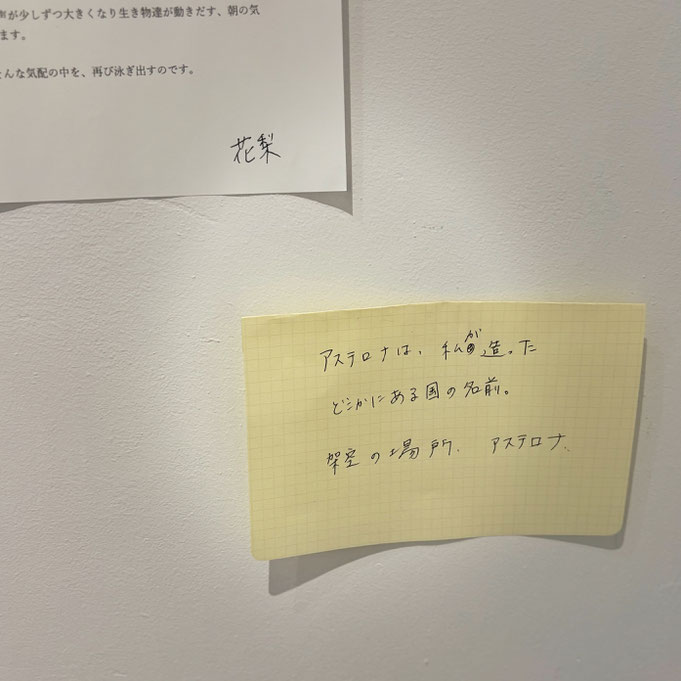 声が少しずつ大きくなり生き物達が動きだす、朝の気
ます。
そんな気配の中を、再び泳ぎ出すのです。
花梨
アステロナは、私が造った
どこかにある国の名前。
架空の場所、アステロナ